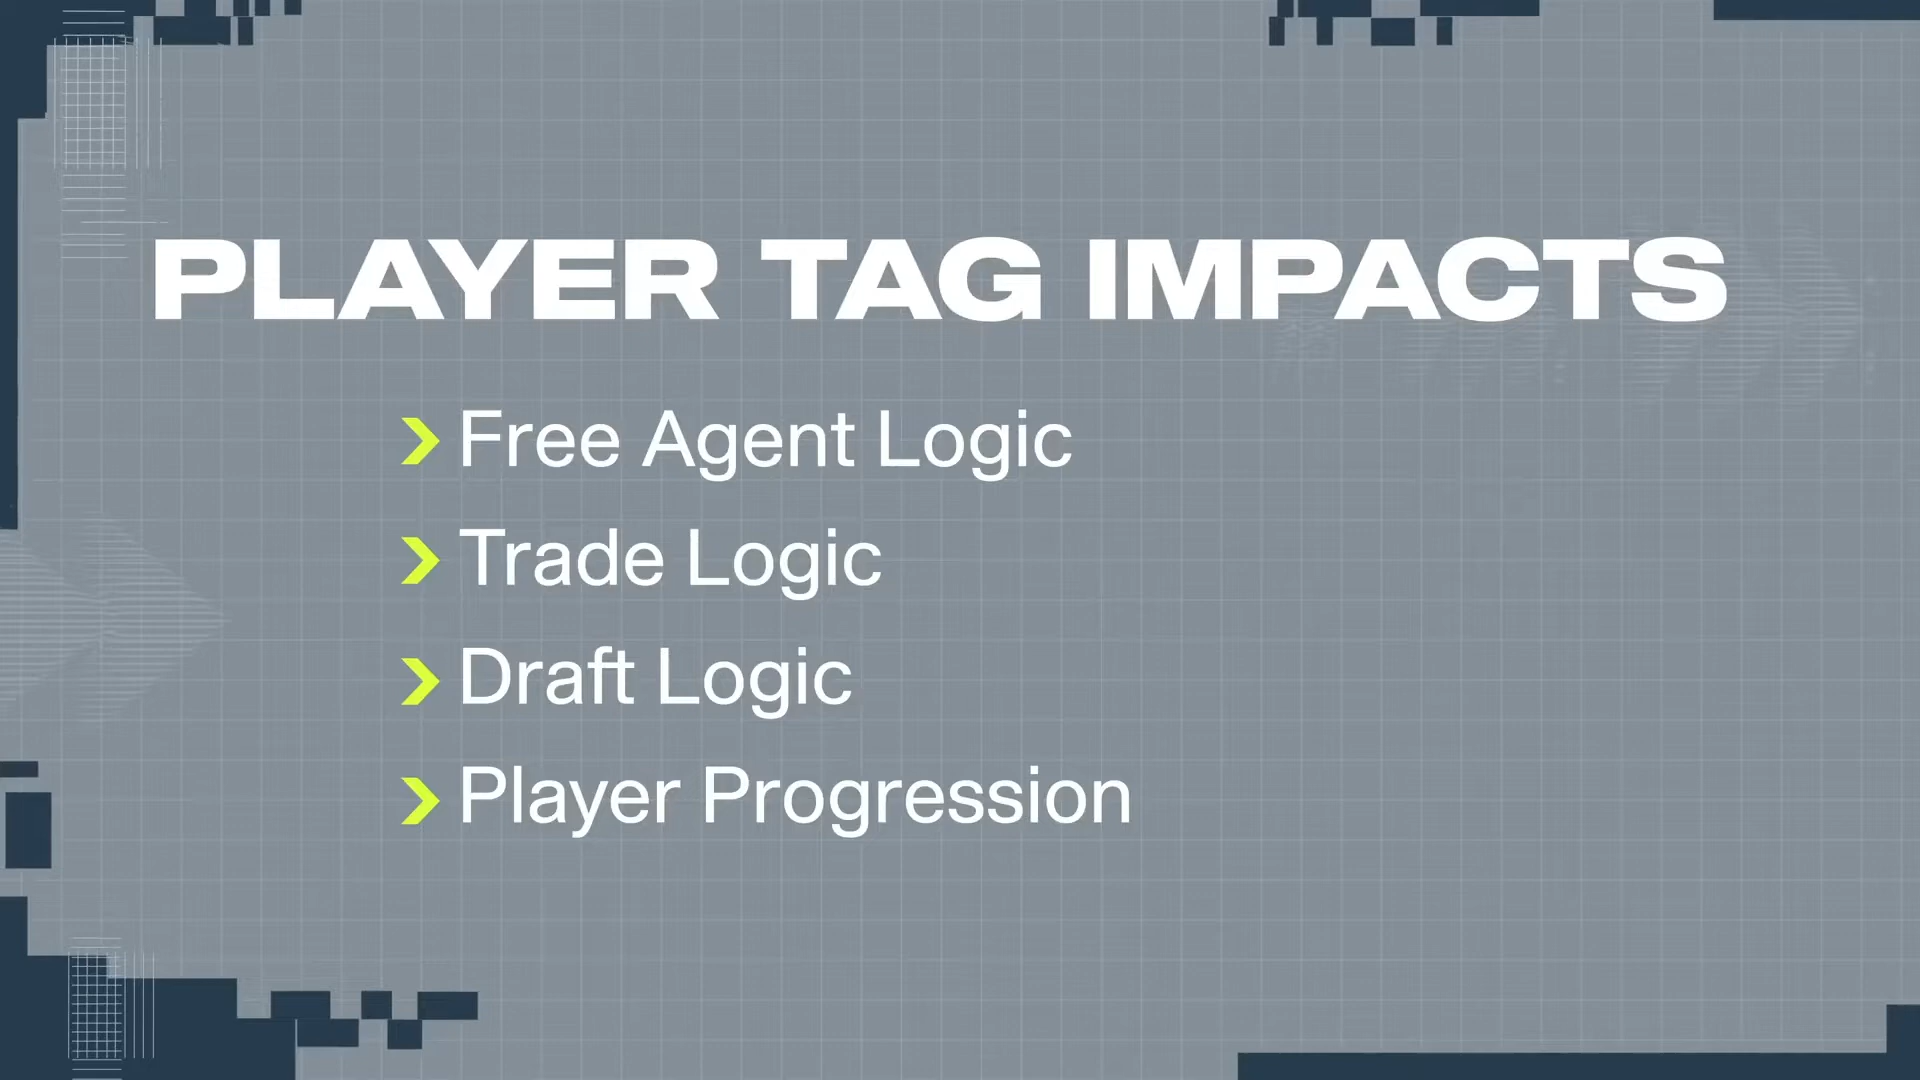 PLAYER TAG IMPACTS
Free Agent Logic
Trade Logic
Draft Logic
Player Progression